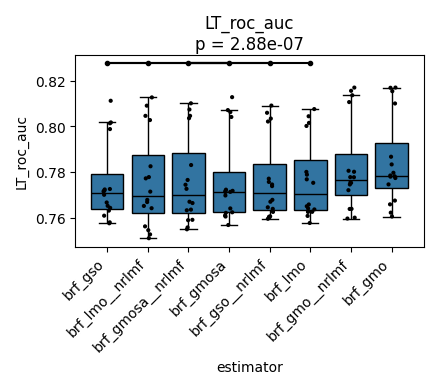 LT_roc_auc
p = 2.88e-07
LT_roc_auc
0.82
0.80
0.78
0.76
brf_gso
brf_lmo__nrlmf
brf_gmosa__nrlmf
brf_gmosa
brf_gso__nrlmf
brf_lmo
brf_gmo__nrlmf
brf_gmo
estimator